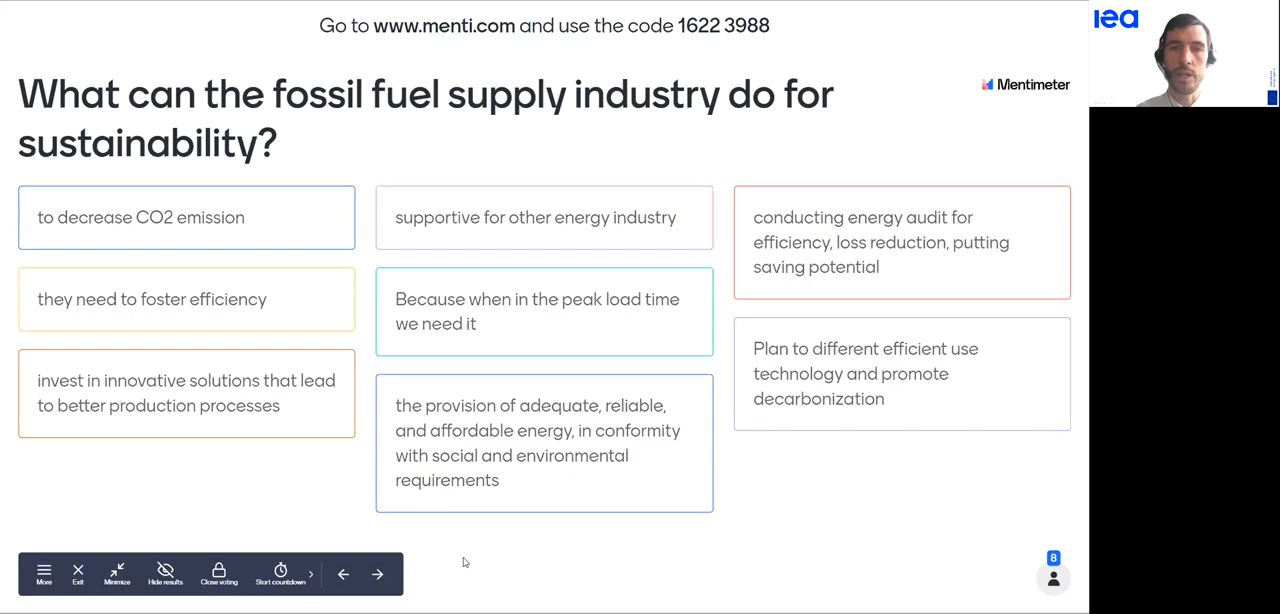 Go to www.menti.com and use the code 1622 3988
iea
What can the fossil fuel supply industry do for
sustainability?
Mentimeter
to decrease CO2 emission
they need to foster efficiency
invest in innovative solutions that lead
to better production processes
supportive for other energy industry
Because when in the peak load time
we need it
the provision of adequate, reliable,
and affordable energy, in conformity
with social and environmental
requirements
conducting energy audit for
efficiency, loss reduction, putting
saving potential
Plan to different efficient use
technology and promote
decarbonization
More
Exit
Minimize
Hide results
Close voting
Start countdown
8